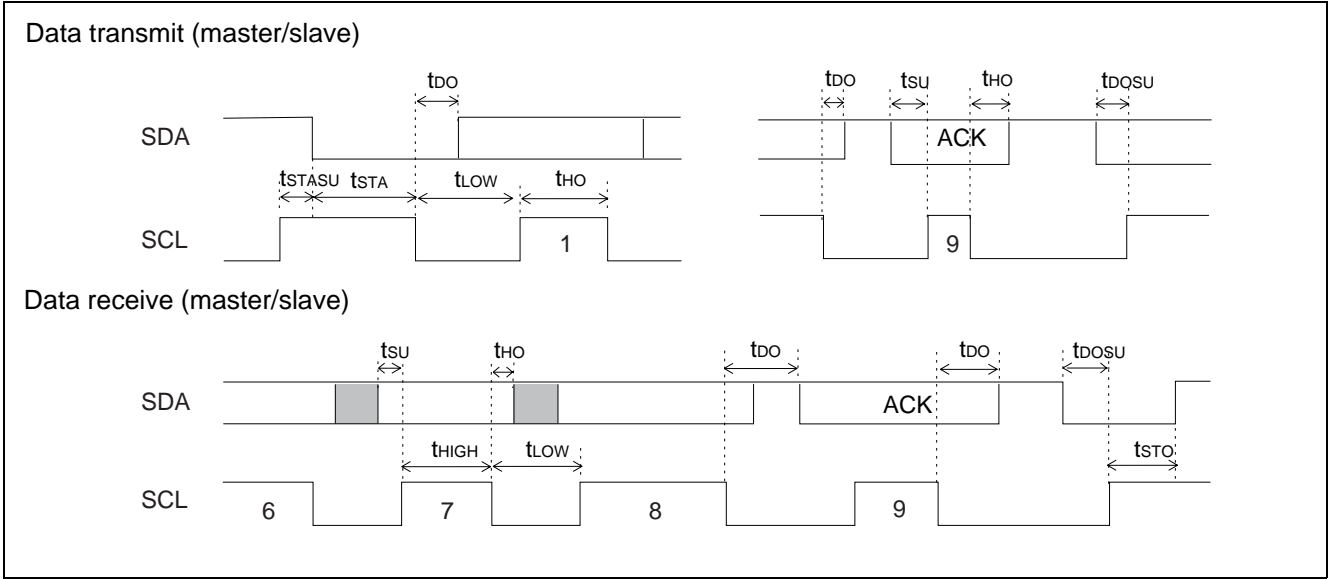 Data transmit (master/slave)
tDO tDO tSU tHO tDOSU
SDA ACK
tSTASU tSTA tLOW tHO
SCL 1 9
Data receive (master/slave)
tSU tHO tDO tDO tDOSU
SDA ACK
tHIGH tLOW tSTO
SCL 6 7 8 9